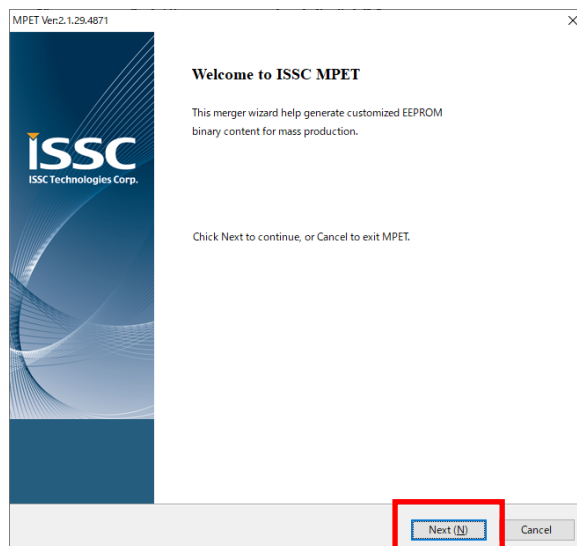 MPET Ver:2.1.29.4871
Welcome to ISSC MPET
This merger wizard help generate customized EEPROM
binary content for mass production.
ISSC
ISSC Technologies Corp.
Chick Next to continue, or Cancel to exit MPET.
Next (N)
Cancel